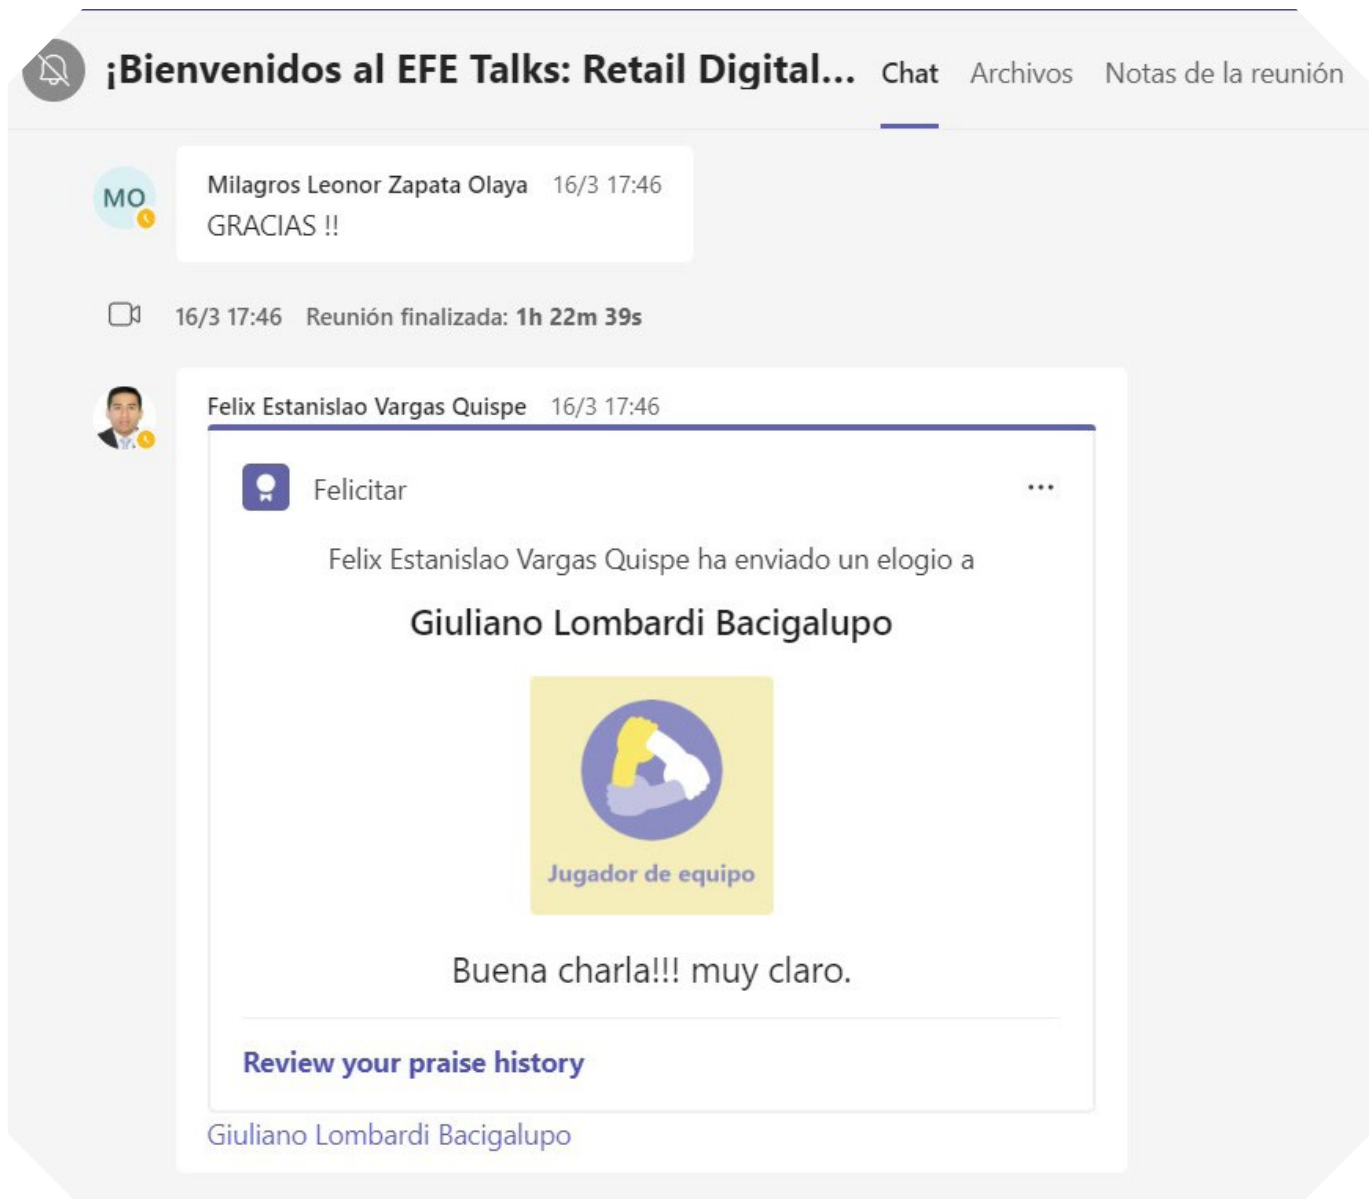 ¡Bienvenidos al EFE Talks: Retail Digital... Chat Archivos Notas de la reunión
MO
Milagros Leonor Zapata Olaya 16/3 17:46
GRACIAS !!
16/3 17:46 Reunión finalizada: 1h 22m 39s
Felix Estanislao Vargas Quispe 16/3 17:46
Felicitar ...
Felix Estanislao Vargas Quispe ha enviado un elogio a
Giuliano Lombardi Bacigalupo
Jugador de equipo
Buena charla!!! muy claro.
Review your praise history
Giuliano Lombardi Bacigalupo